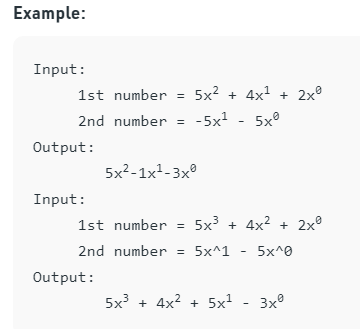 Example:
Input:
1st number = 5x² + 4x¹ + 2x⁰
2nd number = -5x¹ - 5x⁰
Output:
5x²-1x¹-3x⁰
Input:
1st number = 5x³ + 4x² + 2x⁰
2nd number = 5x^1 - 5x^0
Output:
5x³ + 4x² + 5x¹ - 3x⁰